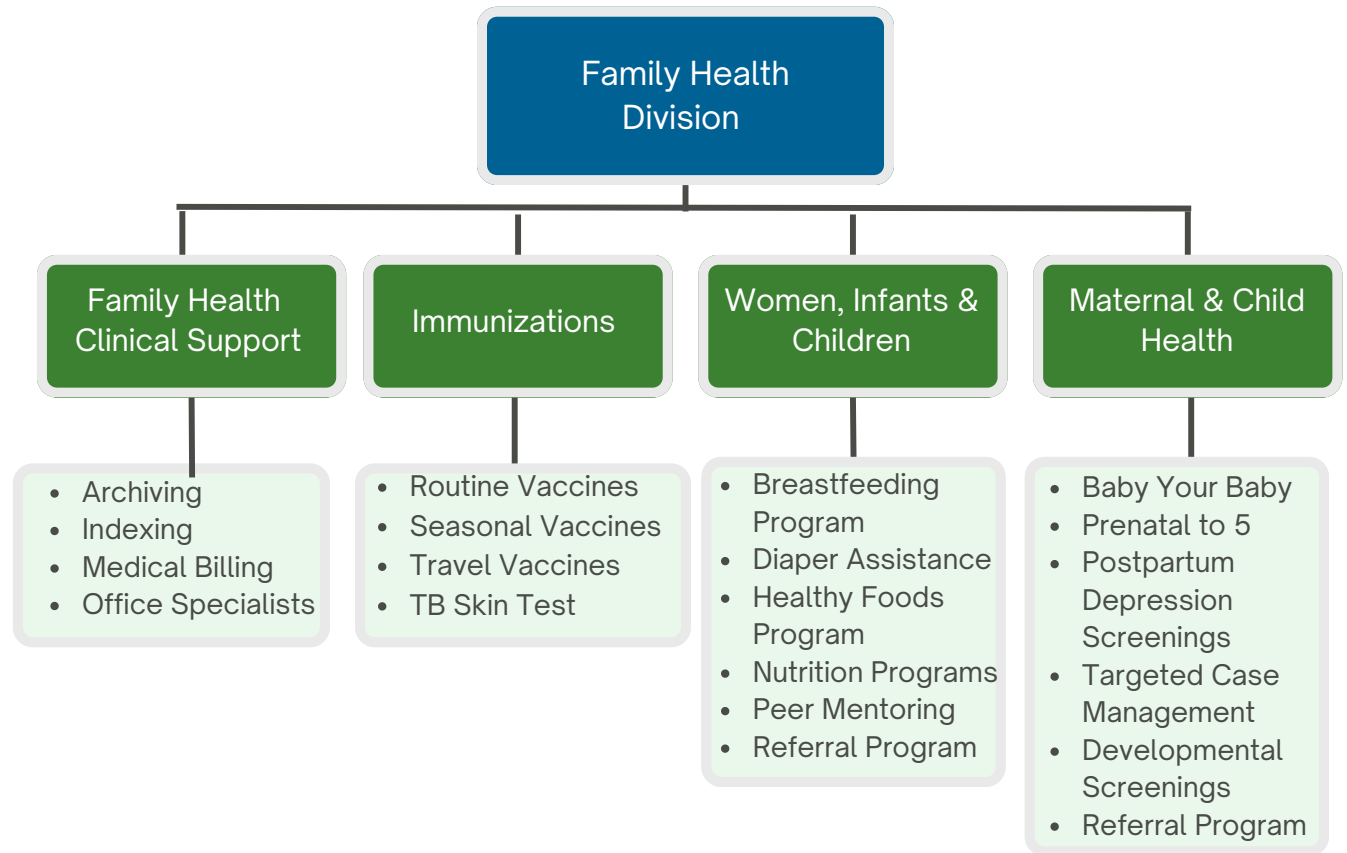 Family Health
Division
Family Health
Clinical Support
Immunizations
Women, Infants &
Children
Maternal & Child
Health
• Archiving
• Indexing
• Medical Billing
• Office Specialists
• Routine Vaccines
• Seasonal Vaccines
• Travel Vaccines
• TB Skin Test
• Breastfeeding
Program
• Diaper Assistance
• Healthy Foods
Program
• Nutrition Programs
• Peer Mentoring
• Referral Program
• Baby Your Baby
• Prenatal to 5
• Postpartum
Depression
Screenings
• Targeted Case
Management
• Developmental
Screenings
• Referral Program